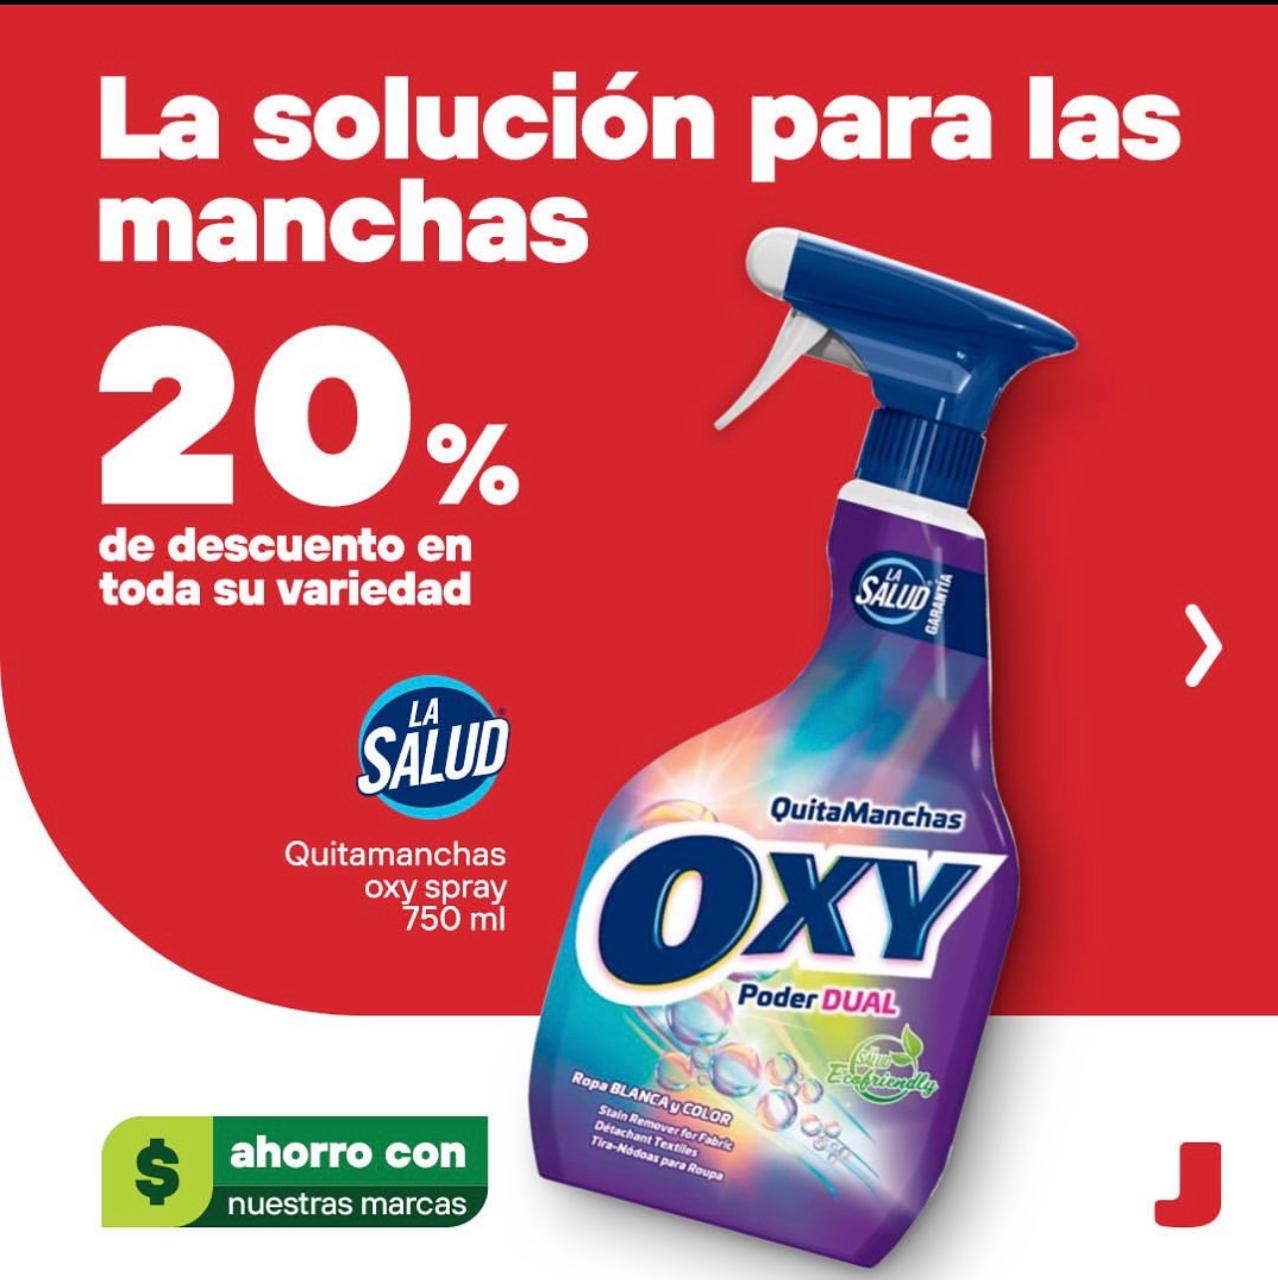 La solución para las
manchas
20%
de descuento en
toda su variedad
LA
SALUD®
Quitamanchas
oxy spray
750 ml
LA
SALUD
GARANTÍA
QuitaManchas
OXY
Poder DUAL
SALUD
Ecofriendly
Ropa BLANCA y COLOR
Stain Remover for Fabric
Détachant Textiles
Tira-Nódoas para Roupa
$
ahorro con
nuestras marcas
J